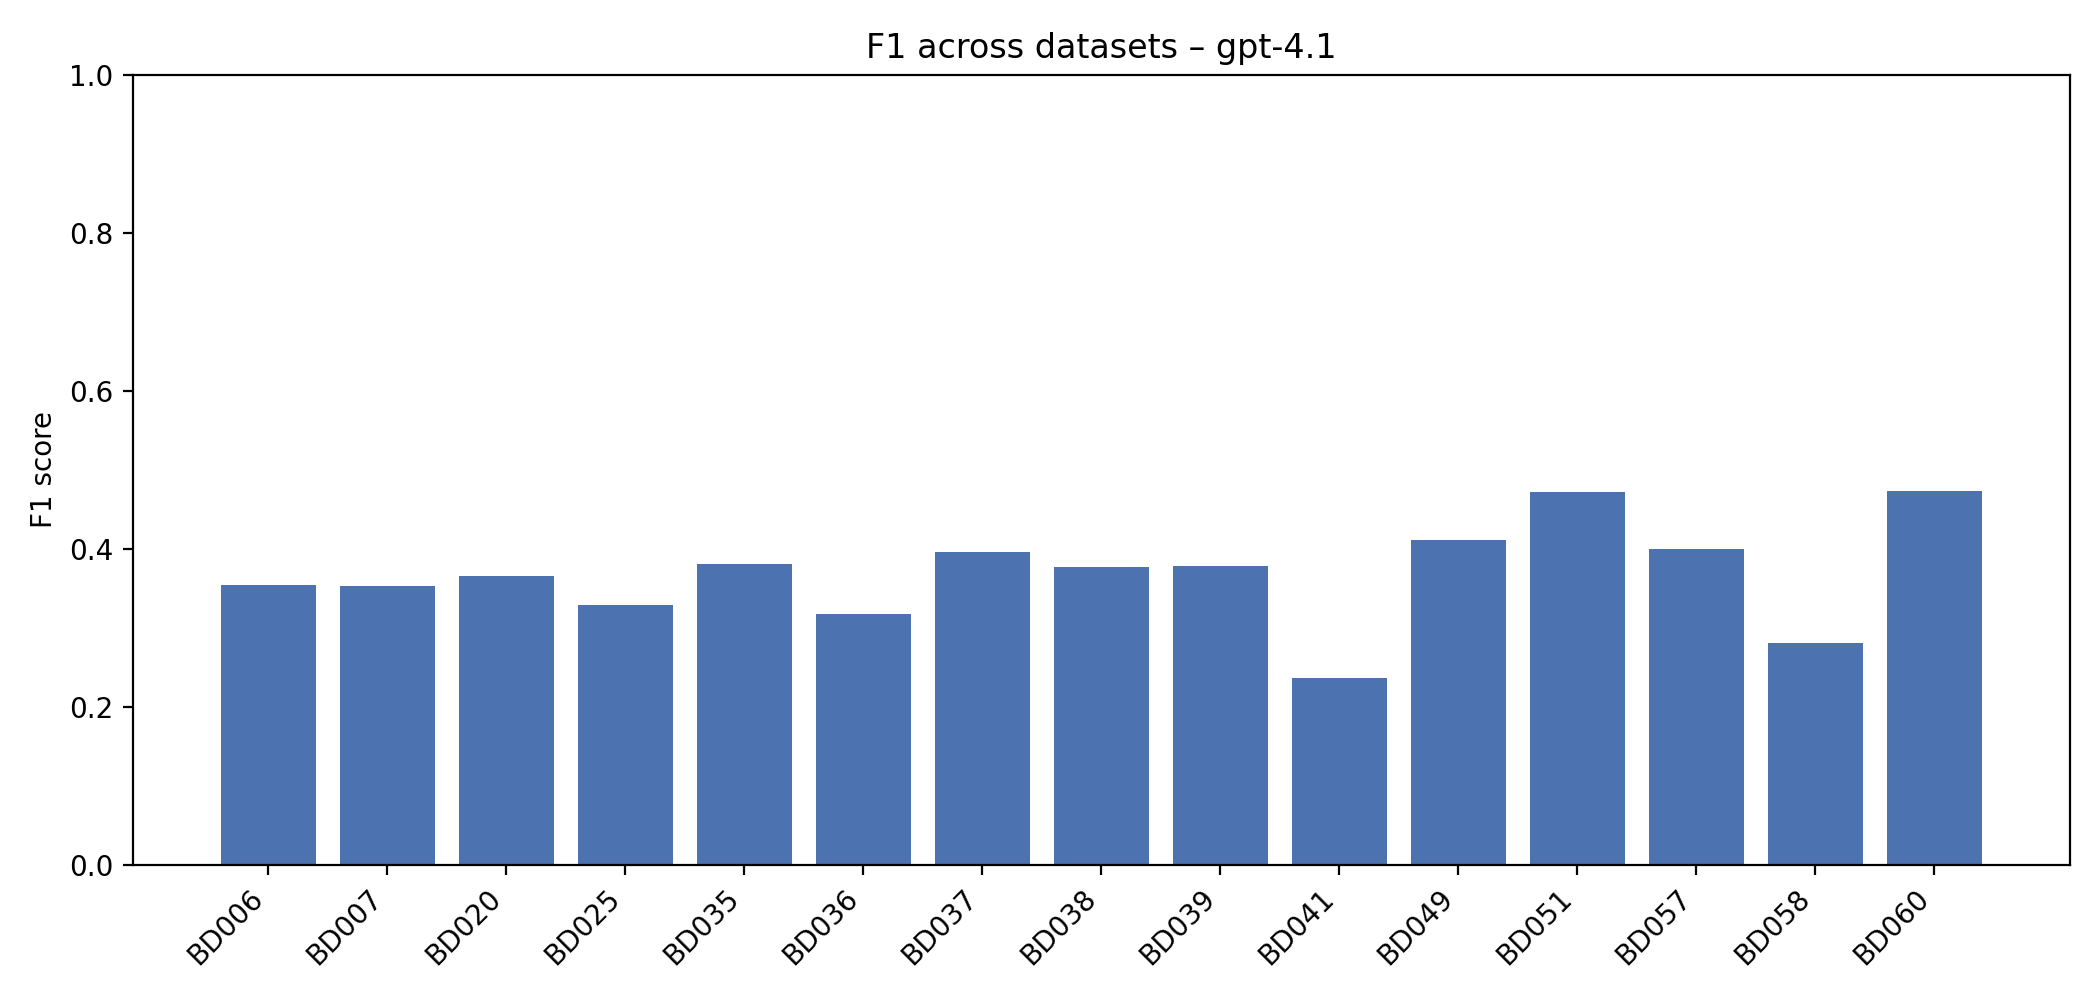 F1 across datasets – gpt-4.1
1.0
0.8
0.6
0.4
0.2
0.0
F1 score
BD006
BD007
BD020
BD025
BD035
BD036
BD037
BD038
BD039
BD041
BD049
BD051
BD057
BD058
BD060